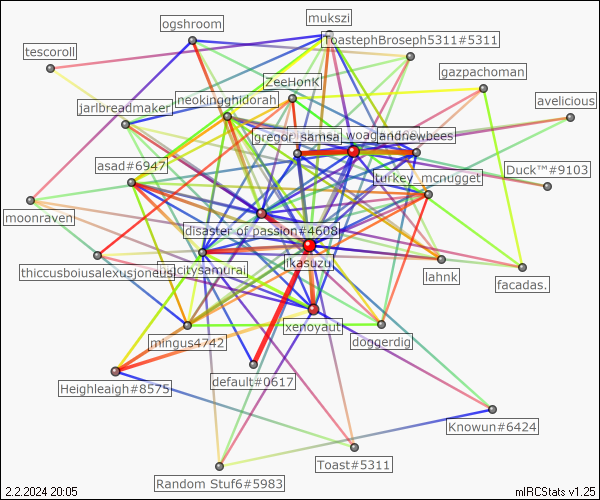 mukszi
ogshroom
ToastephBroseph5311#5311
tescoroll
gazpachoman
ZeeHonK
neokingghidorah
avelicious
jarlbreadmaker
gregor_samsa
woag
andnewbees
asad#6947
Duck™#9103
turkey_mcnugget
moonraven
disaster of passion#4608
ikasuzu
thiccusboiusalexusjoneus
citysamurai
lahnk
facadas.
xenoyaut
mingus4742
doggerdig
default#0617
Heighleaigh#8575
Knowun#6424
Toast#5311
Random Stuf6#5983
2.2.2024 20:05
mIRCStats v1.25